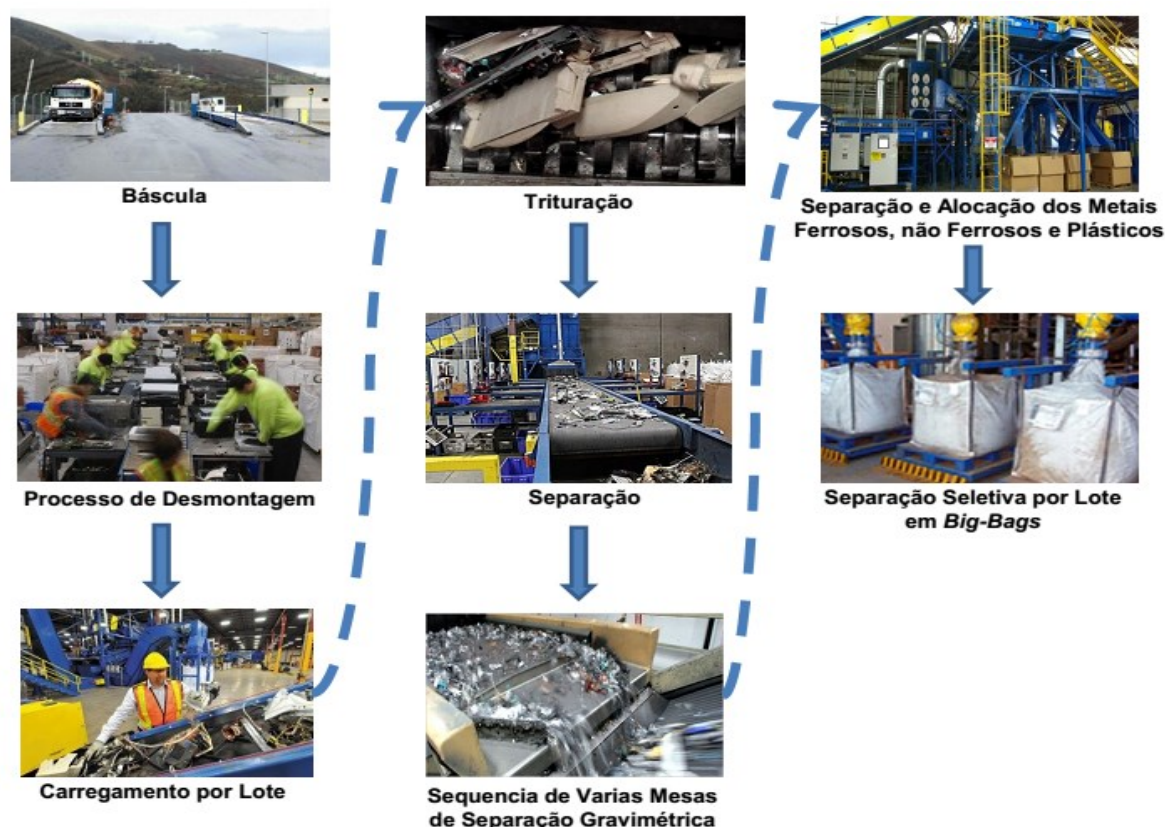 Báscula
Processo de Desmontagem
Carregamento por Lote
Trituração
Separação
Sequencia de Varias Mesas
de Separação Gravimétrica
Separação e Alocação dos Metais
Ferrosos, não Ferrosos e Plásticos
Separação Seletiva por Lote
em Big-Bags